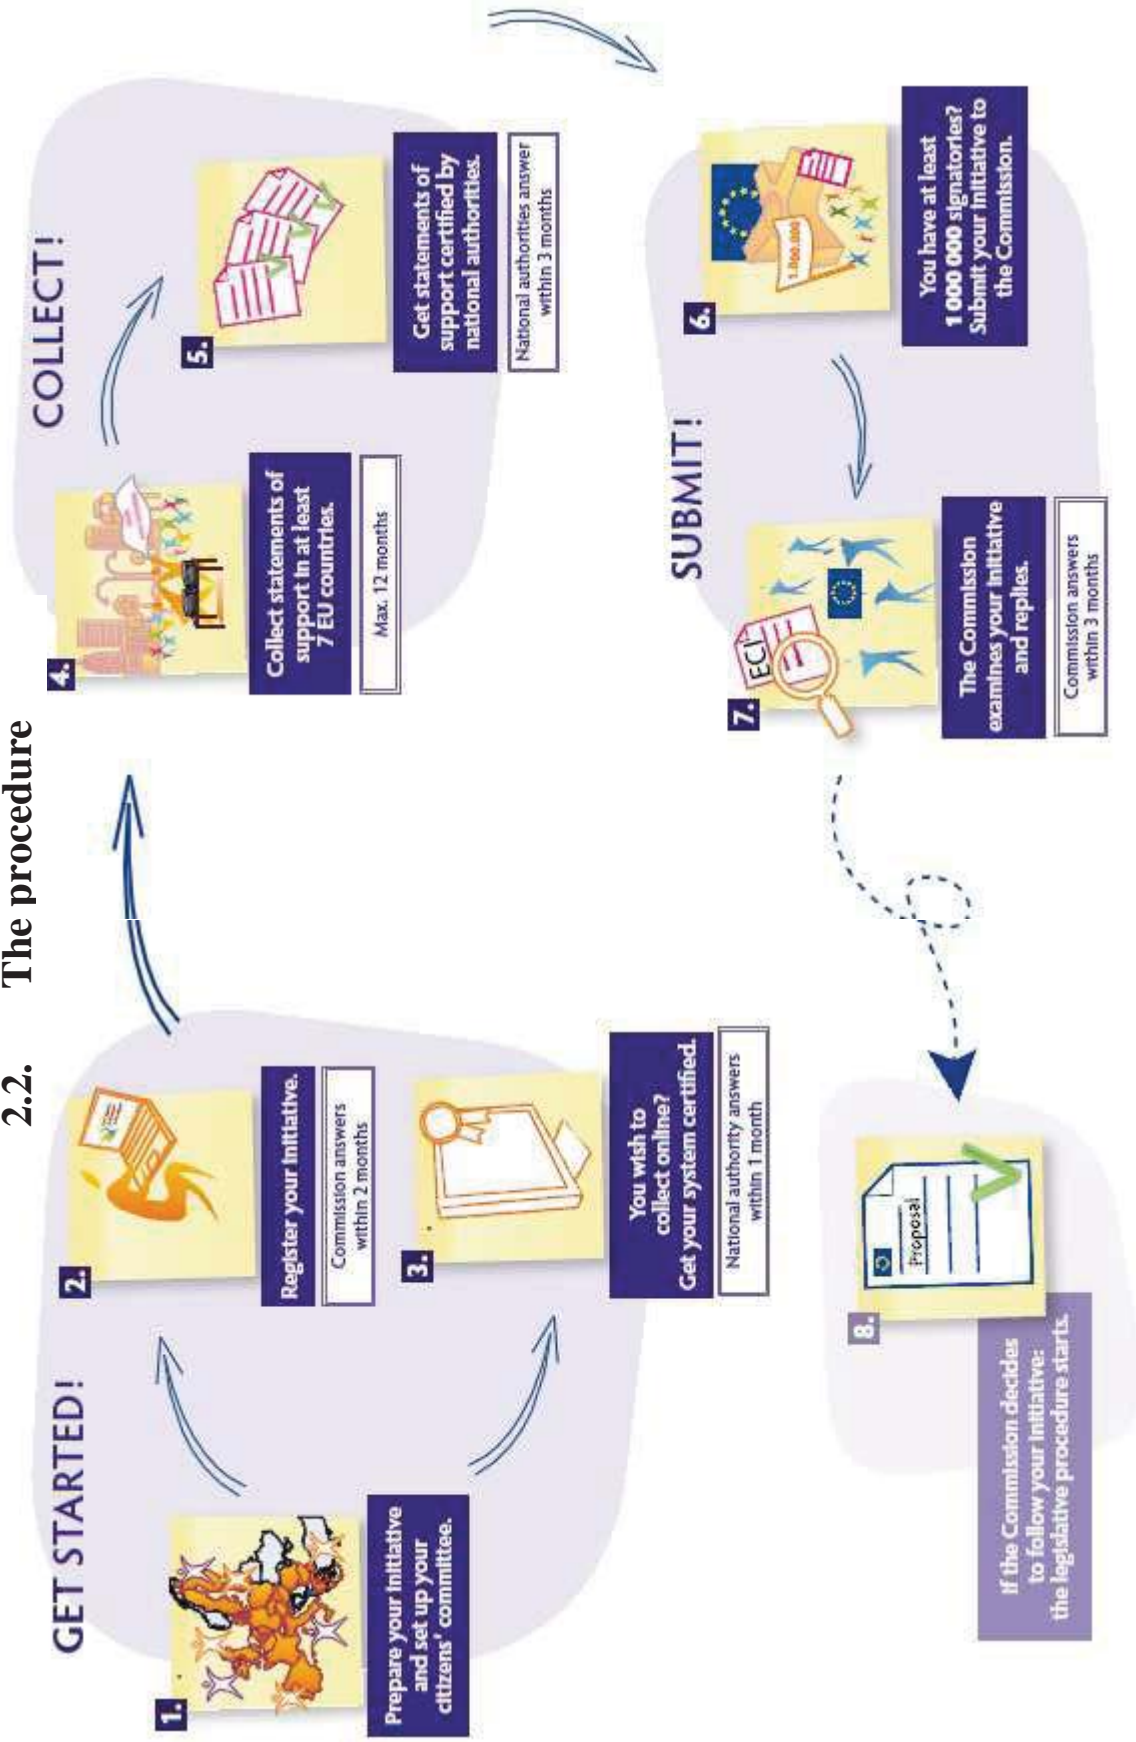 2.2. The procedure
GET STARTED!
1.
Prepare your initiative
and set up your
citizens' committee.
2.
Register your initiative.
Commission answers
within 2 months
3.
You wish to
collect online?
Get your system certified.
National authority answers
within 1 month
COLLECT!
4.
Collect statements of
support in at least
7 EU countries.
Max. 12 months
5.
Get statements of
support certified by
national authorities.
National authorities answer
within 3 months
SUBMIT!
6.
1.000.000
You have at least
1 000 000 signatories?
Submit your initiative to
the Commission.
7.
ECI
The Commission
examines your initiative
and replies.
Commission answers
within 3 months
8.
Proposal
If the Commission decides
to follow your initiative:
the legislative procedure starts.